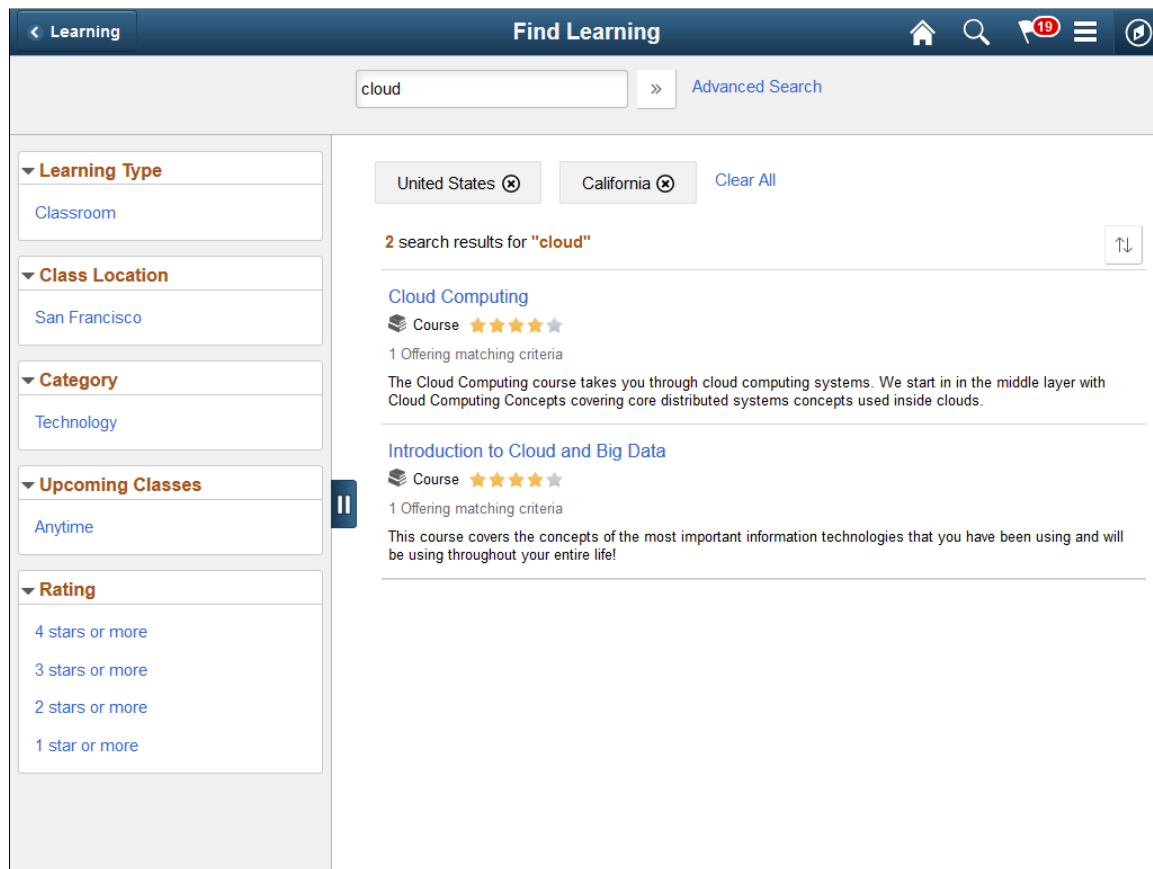 Learning
Find Learning
19
cloud
Advanced Search
Learning Type
Classroom
Class Location
San Francisco
Category
Technology
Upcoming Classes
Anytime
Rating
4 stars or more
3 stars or more
2 stars or more
1 star or more
United States
California
Clear All
2 search results for "cloud"
Cloud Computing
Course
1 Offering matching criteria
The Cloud Computing course takes you through cloud computing systems. We start in in the middle layer with
Cloud Computing Concepts covering core distributed systems concepts used inside clouds.
Introduction to Cloud and Big Data
Course
1 Offering matching criteria
This course covers the concepts of the most important information technologies that you have been using and will
be using throughout your entire life!